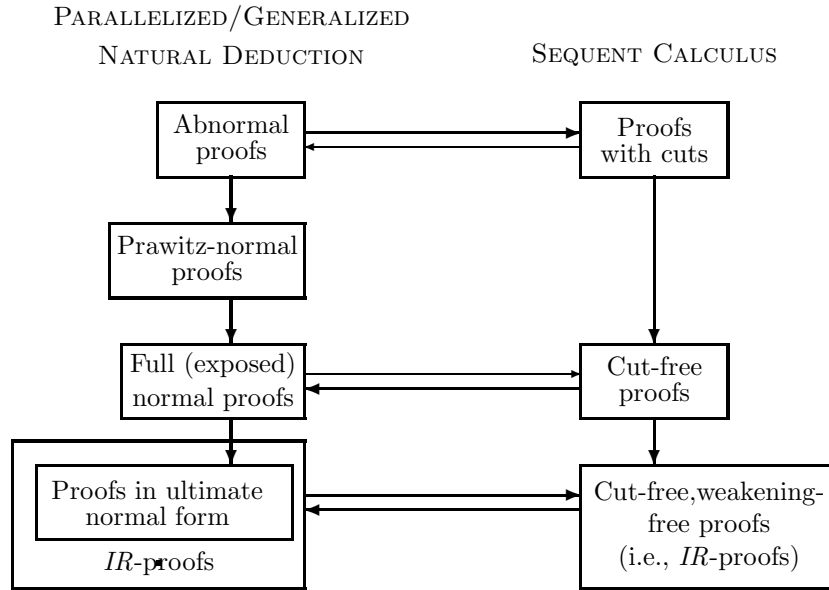 PARALLELIZED/GENERALIZED
NATURAL DEDUCTION
SEQUENT CALCULUS
Abnormal
proofs
Proofs
with cuts
Prawitz-normal
proofs
Full (exposed)
normal proofs
Cut-free
proofs
Proofs in ultimate
normal form
IR-proofs
Cut-free,weakening-
free proofs
(i.e., IR-proofs)